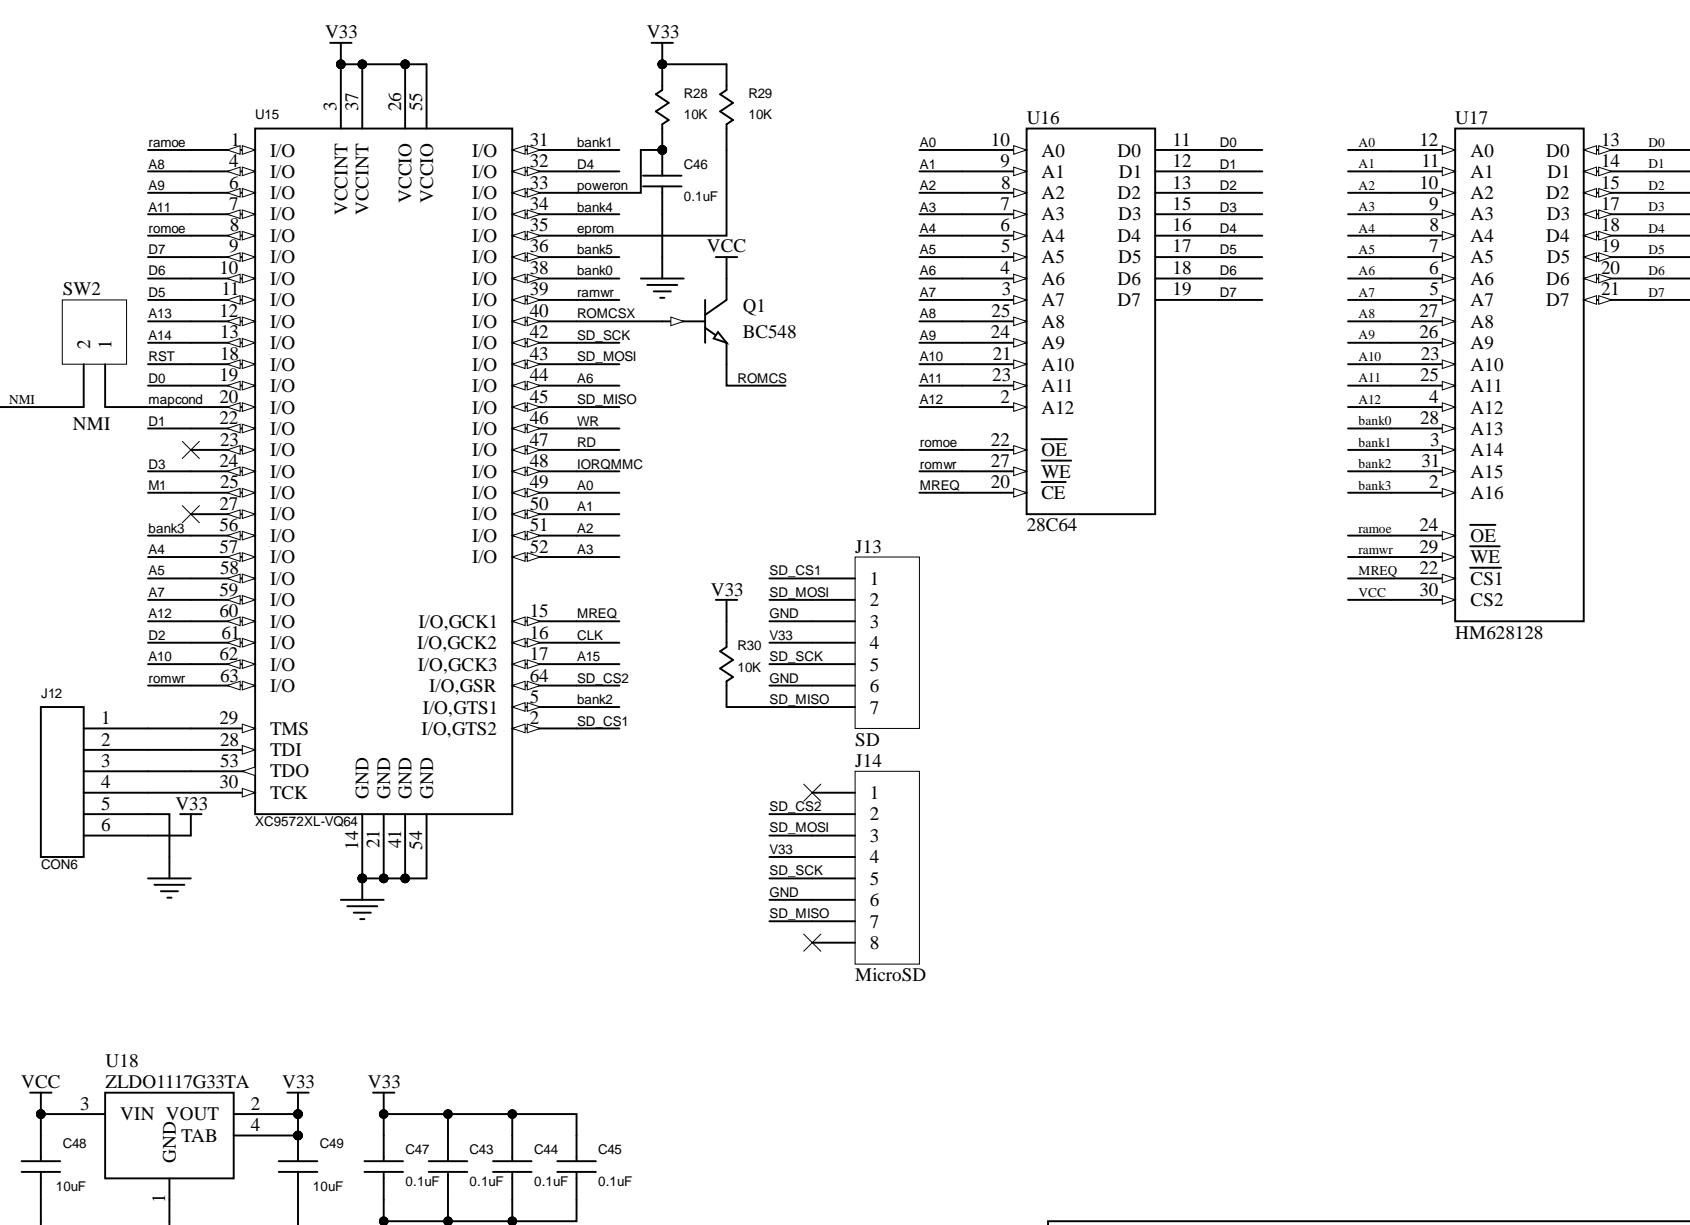 V33
V33
U15
3
37
26
55
R28
10K
R29
10K
C46
0.1uF
VCCINT
VCCINT
VCCIO
VCCIO
ramoe 1 I/O
A8 4 I/O
A9 6 I/O
A11 7 I/O
romoe 8 I/O
D7 9 I/O
D6 10 I/O
D5 11 I/O
A13 12 I/O
A14 13 I/O
RST 18 I/O
D0 19 I/O
mapcond 20 I/O
D1 22 I/O
23 I/O
D3 24 I/O
M1 25 I/O
27 I/O
bank3 56 I/O
A4 57 I/O
A5 58 I/O
A7 59 I/O
A12 60 I/O
D2 61 I/O
A10 62 I/O
romwr 63 I/O
29 TMS
28 TDI
53 TDO
30 TCK
I/O 31 bank1
I/O 32 D4
I/O 33 poweron
I/O 34 bank4
I/O 35 eprom
I/O 36 bank5
I/O 38 bank0
I/O 39 ramwr
I/O 40 ROMCSX
I/O 42 SD_SCK
I/O 43 SD_MOSI
I/O 44 A6
I/O 45 SD_MISO
I/O 46 WR
I/O 47 RD
I/O 48 IORQMMC
I/O 49 A0
I/O 50 A1
I/O 51 A2
I/O 52 A3
I/O,GCK1 15 MREQ
I/O,GCK2 16 CLK
I/O,GCK3 17 A15
I/O,GSR 64 SD_CS2
I/O,GTS1 5 bank2
I/O,GTS2 2 SD_CS1
GND
GND
GND
GND
XC9572XL-VQ64
14
21
41
54
SW2
2
1
NMI
NMI
VCC
Q1
BC548
ROMCS
J12
1
2
3
4
5
6
V33
CON6
U16
A0 10 A0
A1 9 A1
A2 8 A2
A3 7 A3
A4 6 A4
A5 5 A5
A6 4 A6
A7 3 A7
A8 25 A8
A9 24 A9
A10 21 A10
A11 23 A11
A12 2 A12
romoe 22 OE
romwr 27 WE
MREQ 20 CE
D0 11 D0
D1 12 D1
D2 13 D2
D3 15 D3
D4 16 D4
D5 17 D5
D6 18 D6
D7 19 D7
28C64
U17
A0 12 A0
A1 11 A1
A2 10 A2
A3 9 A3
A4 8 A4
A5 7 A5
A6 6 A6
A7 5 A7
A8 27 A8
A9 26 A9
A10 23 A10
A11 25 A11
A12 4 A12
bank0 28 A13
bank1 3 A14
bank2 31 A15
bank3 2 A16
ramoe 24 OE
ramwr 29 WE
MREQ 22 CS1
VCC 30 CS2
D0 13 D0
D1 14 D1
D2 15 D2
D3 17 D3
D4 18 D4
D5 19 D5
D6 20 D6
D7 21 D7
HM628128
V33
R30
10K
J13
SD_CS1 1
SD_MOSI 2
GND 3
V33 4
SD_SCK 5
GND 6
SD_MISO 7
SD
J14
1
SD_CS2 2
SD_MOSI 3
V33 4
SD_SCK 5
GND 6
SD_MISO 7
8
MicroSD
U18
ZLDO1117G33TA
VCC
V33
V33
3 VIN VOUT 2
TAB 4
GND
1
C48
10uF
C49
10uF
C47
0.1uF
C43
0.1uF
C44
0.1uF
C45
0.1uF